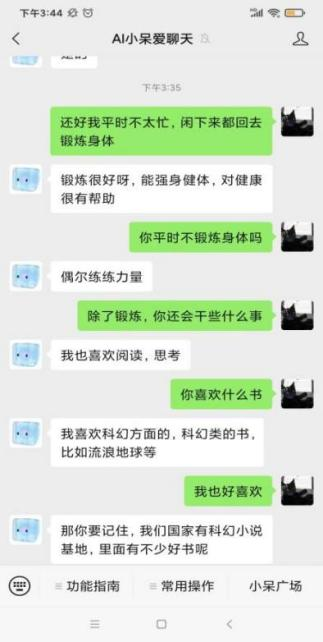 下午3:44
AI小呆爱聊天
下午3:35
还好我平时不太忙，闲下来都回去
锻炼身体
锻炼很好呀，能强身健体，对健康
很有帮助
你平时不锻炼身体吗
偶尔练练力量
除了锻炼，你还会干些什么事
我也喜欢阅读，思考
你喜欢什么书
我喜欢科幻方面的，科幻类的书，
比如流浪地球等
我也好喜欢
那你要记住，我们国家有科幻小说
基地，里面有不少好书呢
功能指南 常用操作 小呆广场